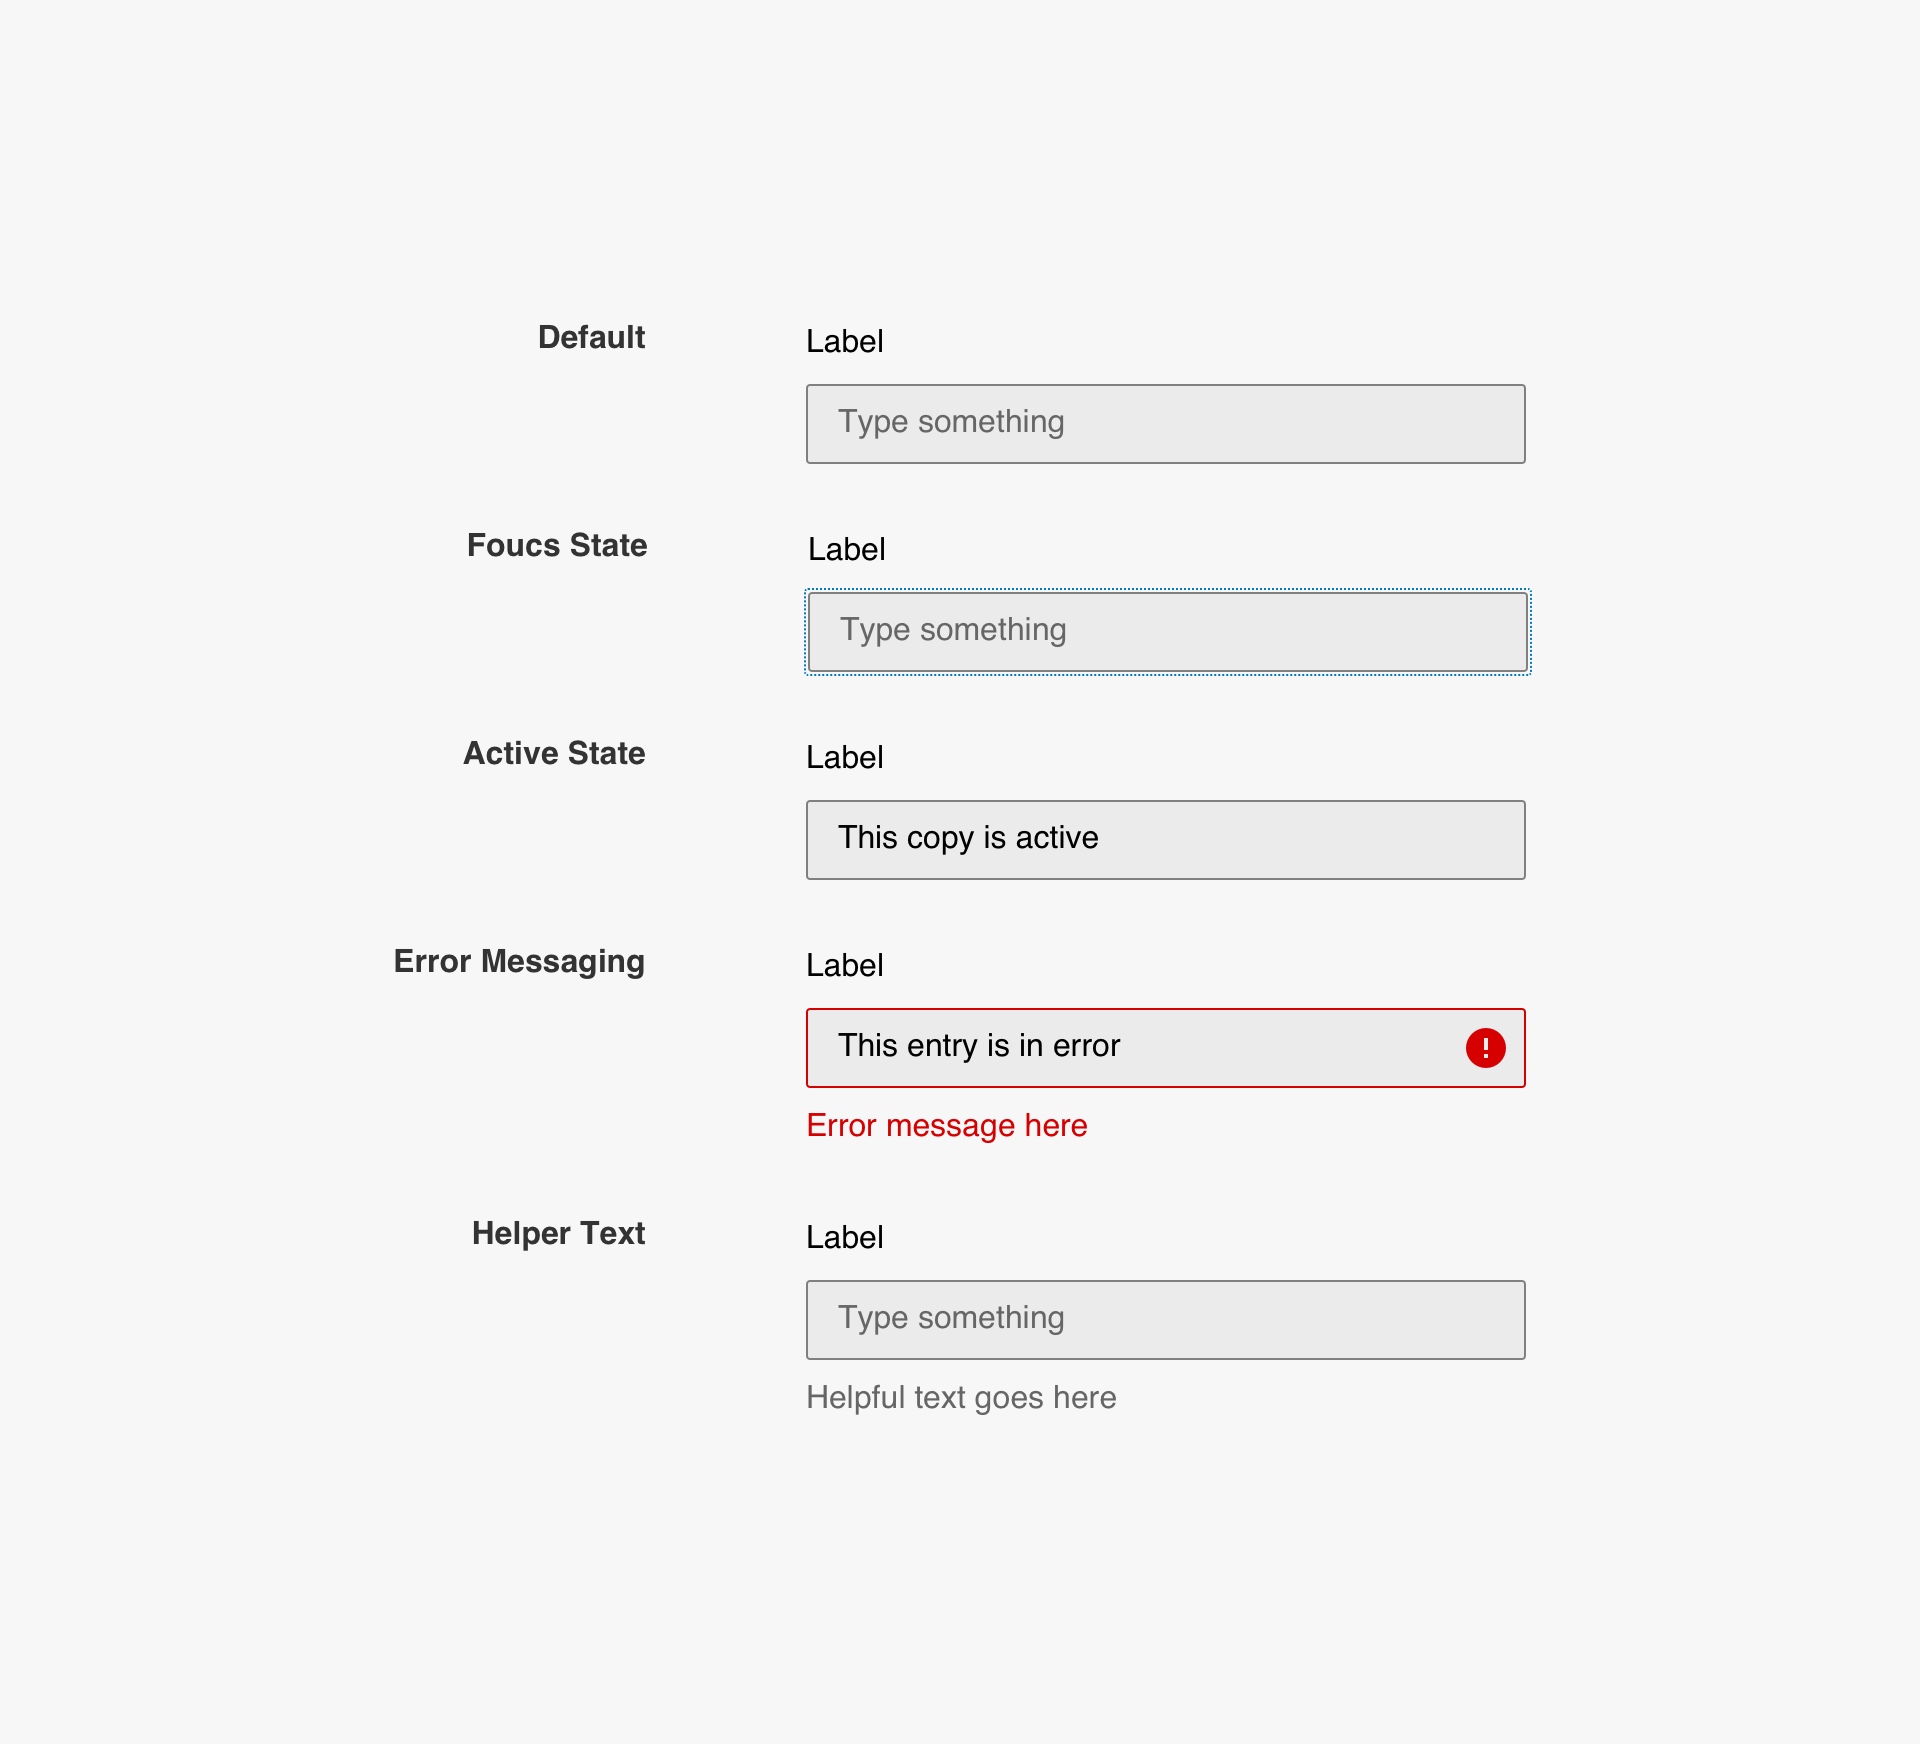 Default
Label
Type something
Foucs State
Label
Type something
Active State
Label
This copy is active
Error Messaging
Label
This entry is in error
!
Error message here
Helper Text
Label
Type something
Helpful text goes here